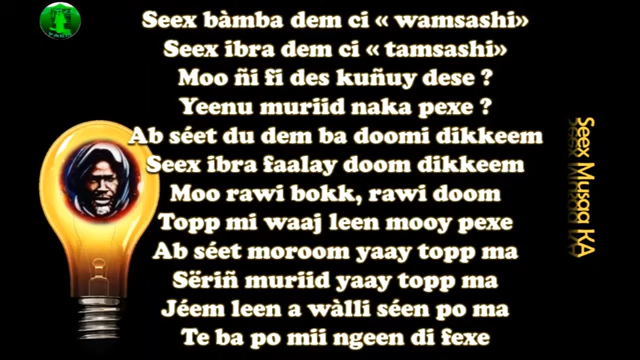 Seex bàmba dem ci « wamsashi»
Seex ibra dem ci « tamsashi»
Moo ñi fi des kuñuy dese ?
Yeenu muriid naka pexe ?
Ab séet du dem ba doomi dikkeem
Seex ibra faalay doom dikkeem
Moo rawi bokk, rawi doom
Topp mi waaj leen mooy pexe
Ab séet moroom yaay topp ma
Sëriñ muriid yaay topp ma
Jéem leen a wàlli séen po ma
Te ba po mii ngeen di fexe
Seex Musaa KA